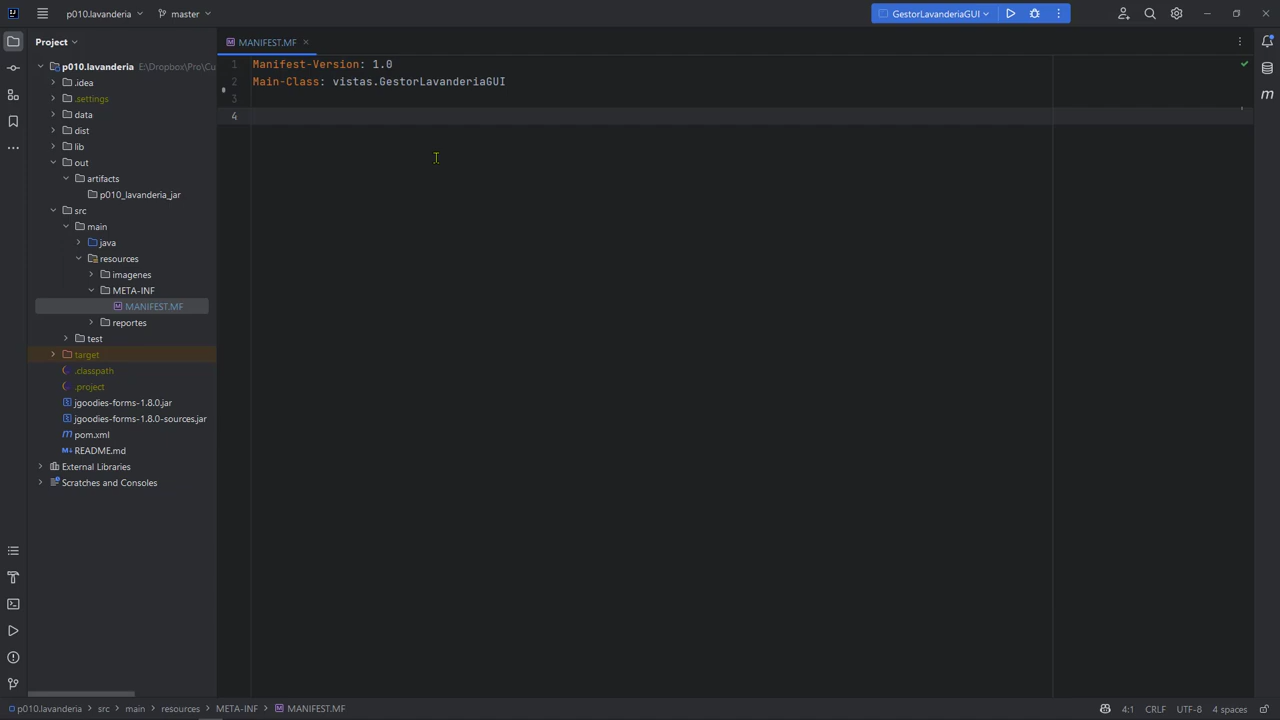 p010.lavanderia
master
GestorLavanderiaGUI
Project
MANIFEST.MF
p010.lavanderia E:\Dropbox\Pro\Cu
.idea
.settings
data
dist
lib
out
artifacts
p010_lavanderia_jar
src
main
java
resources
imagenes
META-INF
MANIFEST.MF
reportes
test
target
.classpath
.project
jgoodies-forms-1.8.0.jar
jgoodies-forms-1.8.0-sources.jar
pom.xml
README.md
External Libraries
Scratches and Consoles
1 Manifest-Version: 1.0
2 Main-Class: vistas.GestorLavanderiaGUI
3
4
p010.lavanderia > src > main > resources > META-INF > MANIFEST.MF
4:1 CRLF UTF-8 4 spaces